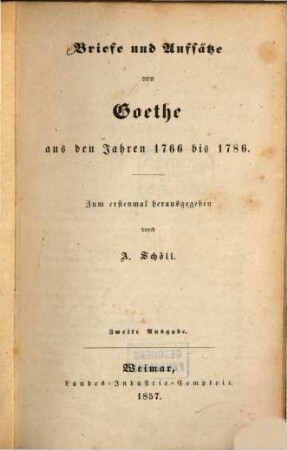 Briefe und Aufsätze
von
Goethe
aus den Jahren 1766 bis 1786.
Zum erstenmal herausgegeben
durch
A. Schöll.
Zweite Ausgabe.
Weimar,
Landes-Industrie-Comptoir.
1857.